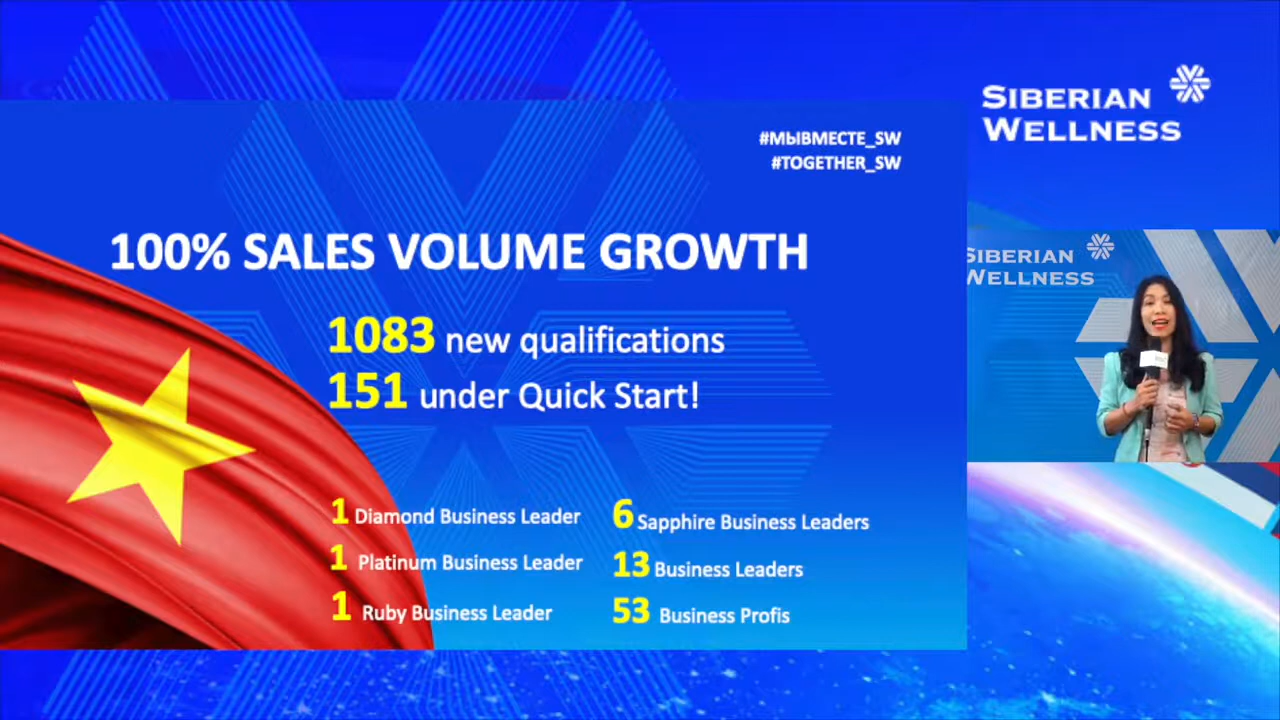 #МЫВМЕСТЕ_SW
#TOGETHER_SW
100% SALES VOLUME GROWTH
1083 new qualifications
151 under Quick Start!
1 Diamond Business Leader
1 Platinum Business Leader
1 Ruby Business Leader
6 Sapphire Business Leaders
13 Business Leaders
53 Business Profis
SIBERIAN
WELLNESS
SIBERIAN
WELLNESS